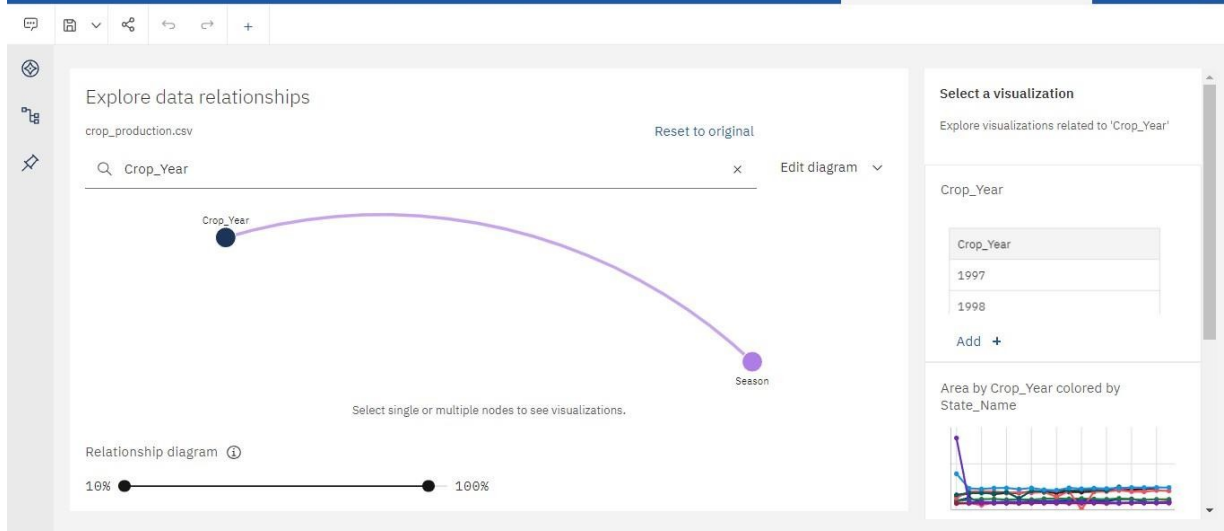 Explore data relationships
crop_production.csv
Reset to original
Crop_Year
Edit diagram
Crop_Year
Season
Select single or multiple nodes to see visualizations.
Relationship diagram
10%
100%
Select a visualization
Explore visualizations related to 'Crop_Year'
Crop_Year
Crop_Year
1997
1998
Add +
Area by Crop_Year colored by
State_Name